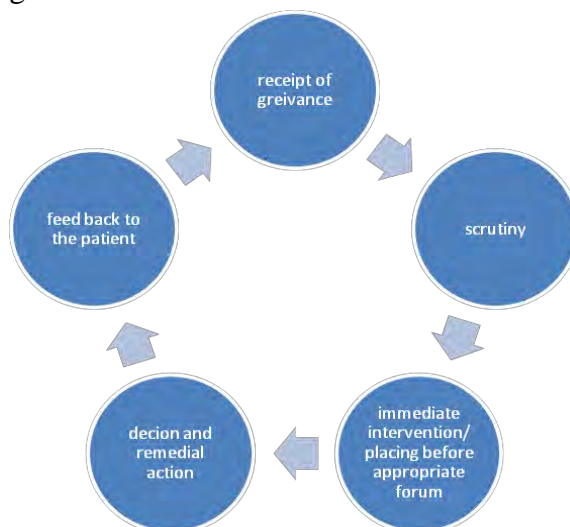 g
receipt of
greivance
scrutiny
immediate
intervention/
placing before
appropriate
forum
decion and
remedial
action
feed back to
the patient